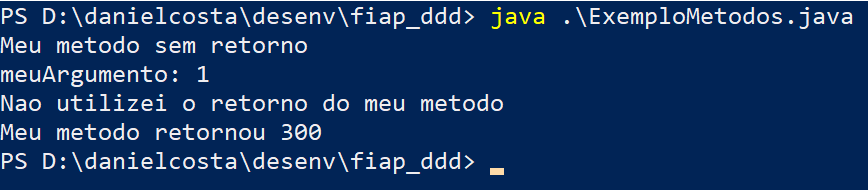 PS D:\danielcosta\desenv\fiap_ddd> java .\ExemploMetodos.java
Meu metodo sem retorno
meuArgumento: 1
Nao utilizei o retorno do meu metodo
Meu metodo retornou 300
PS D:\danielcosta\desenv\fiap_ddd>